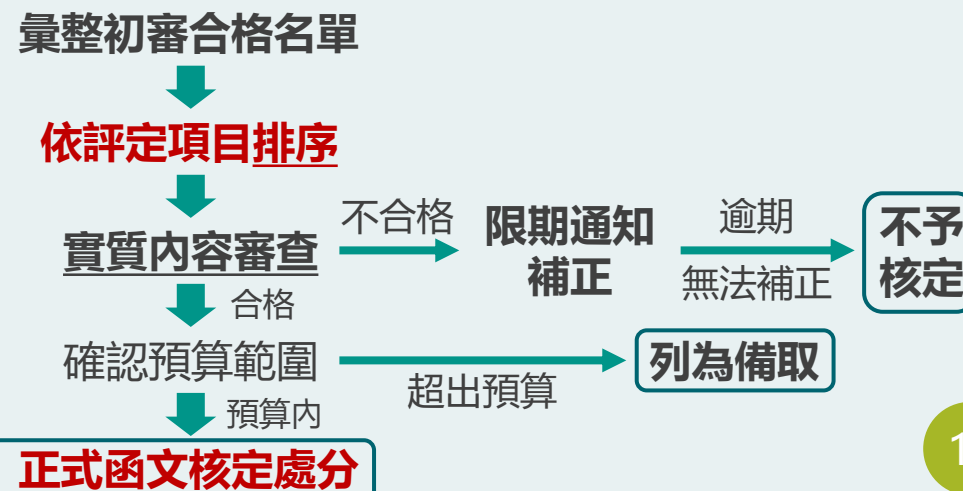 彙整初審合格名單
依評定項目排序
實質內容審查
不合格
限期通知
補正
逾期
無法補正
不予
核定
合格
確認預算範圍
超出預算
列為備取
預算內
正式函文核定處分
1